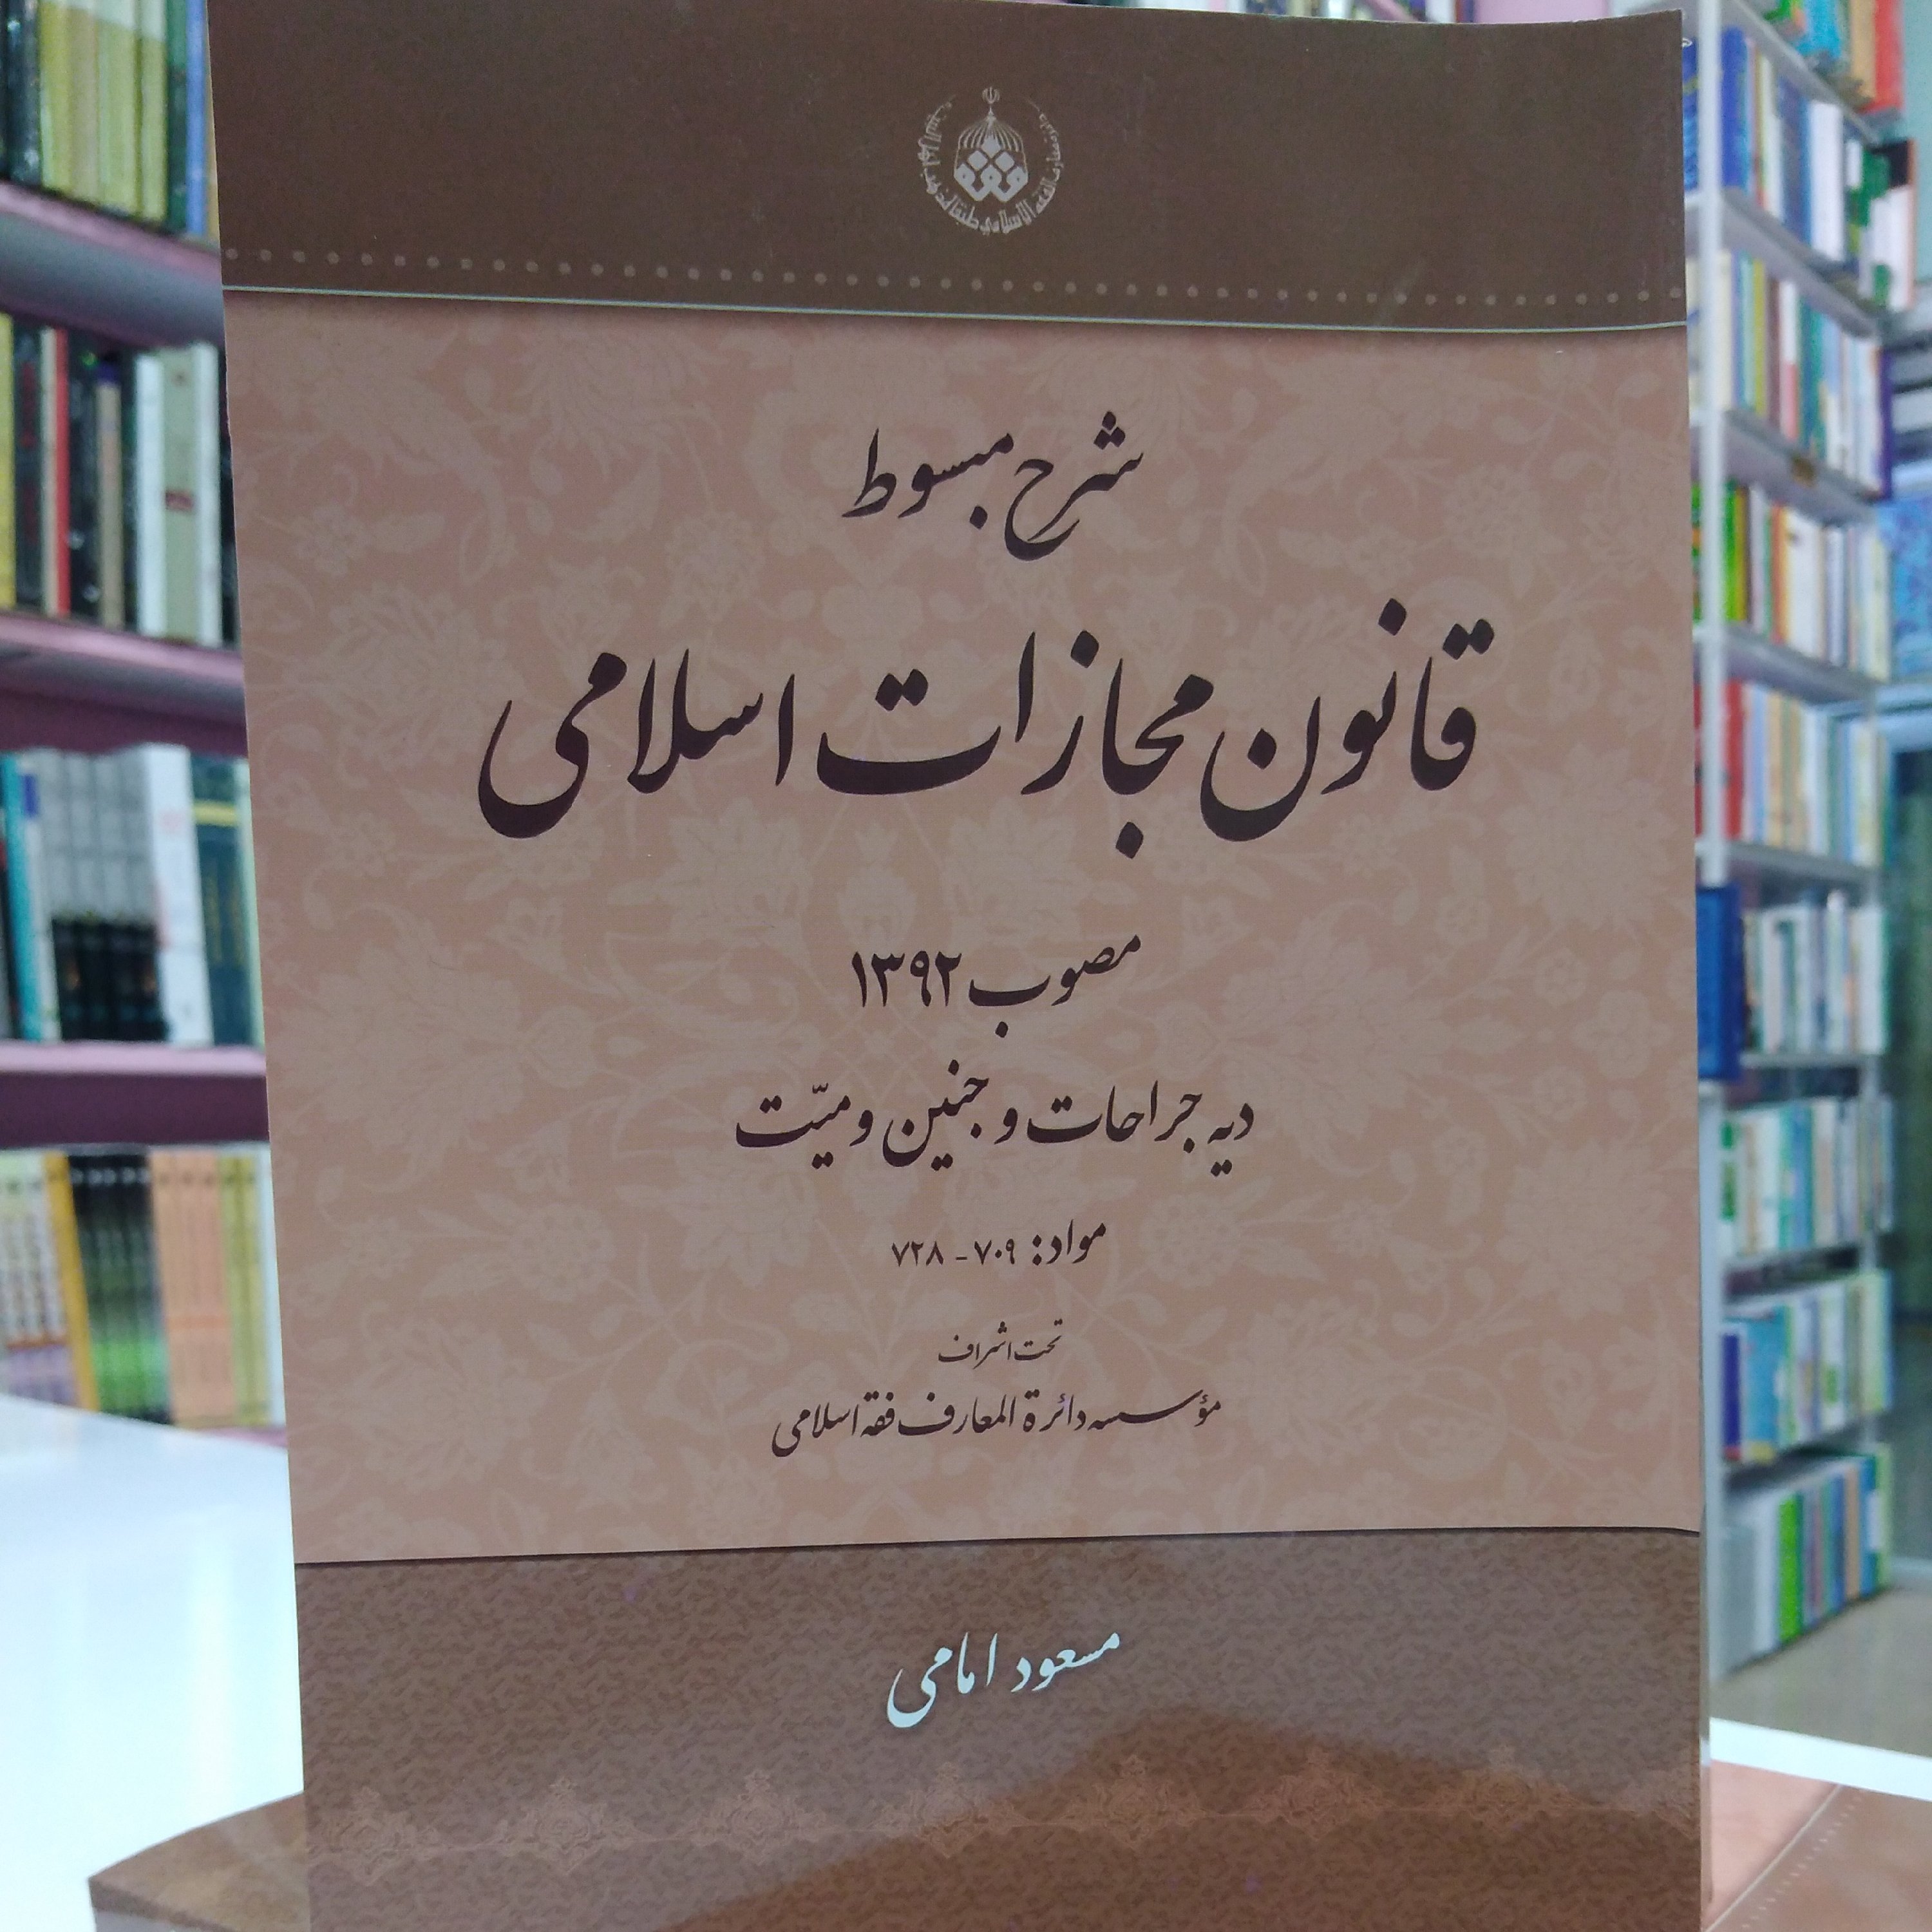 شرح مبسوط
قانون مجازات اسلامی
مصوب ۱۳۹۲
دیه جراحات و جنین و میّت
مواد: ۷۰۹ - ۷۲۸
تحت اشراف
مؤسسه دائرة المعارف فقه اسلامی
مسعود امامی